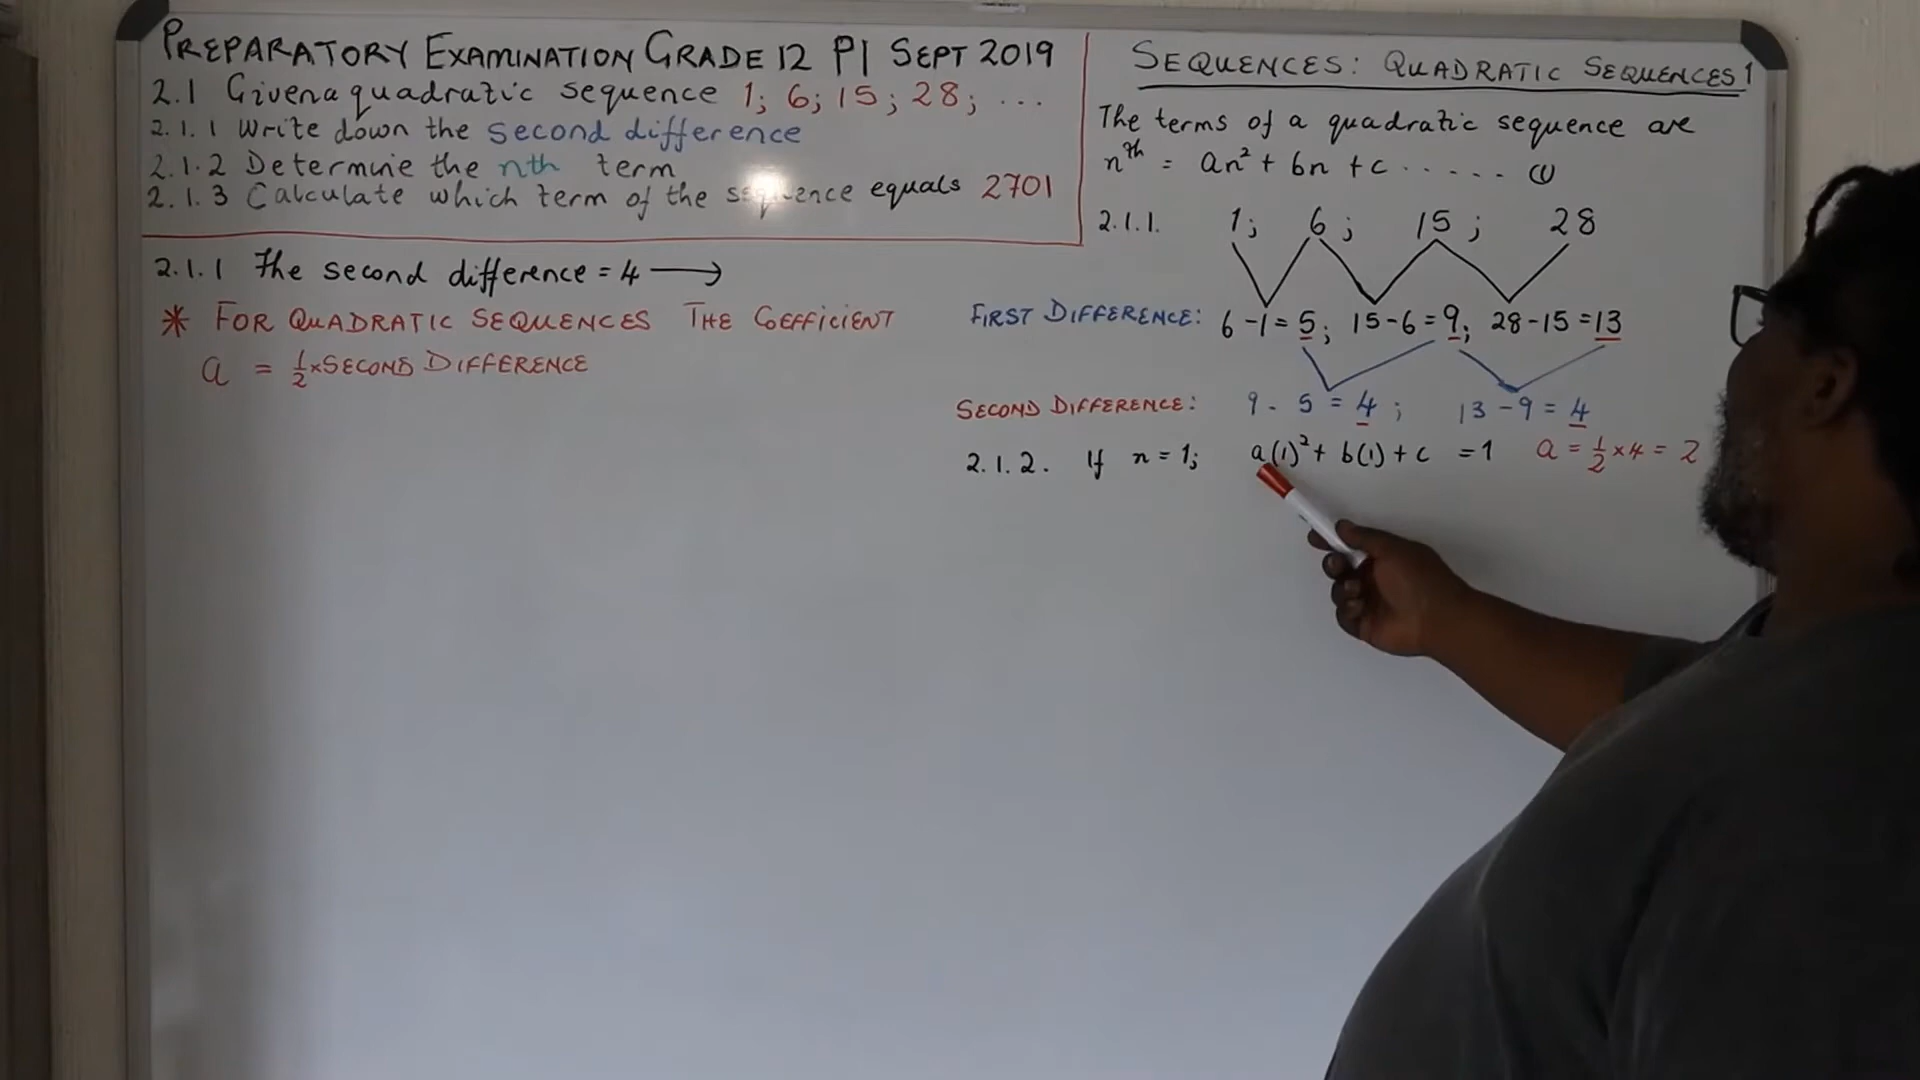 PREPARATORY EXAMINATION GRADE 12 P1 SEPT 2019
2.1 Given a quadratic sequence 1; 6; 15; 28; ...
2.1.1 Write down the second difference
2.1.2 Determine the nth term
2.1.3 Calculate which term of the sequence equals 2701
2.1.1 The second difference = 4 ⟶
* FOR QUADRATIC SEQUENCES THE COEFFICIENT
a = ½ × SECOND DIFFERENCE
SEQUENCES: QUADRATIC SEQUENCES 1
The terms of a quadratic sequence are
nᵗʰ = an² + bn + c ..... (1)
2.1.1. 1; 6; 15; 28
FIRST DIFFERENCE: 6 - 1 = 5; 15 - 6 = 9; 28 - 15 = 13
SECOND DIFFERENCE: 9 - 5 = 4; 13 - 9 = 4
2.1.2. If n = 1; a(1)² + b(1) + c = 1 a = ½ × 4 = 2